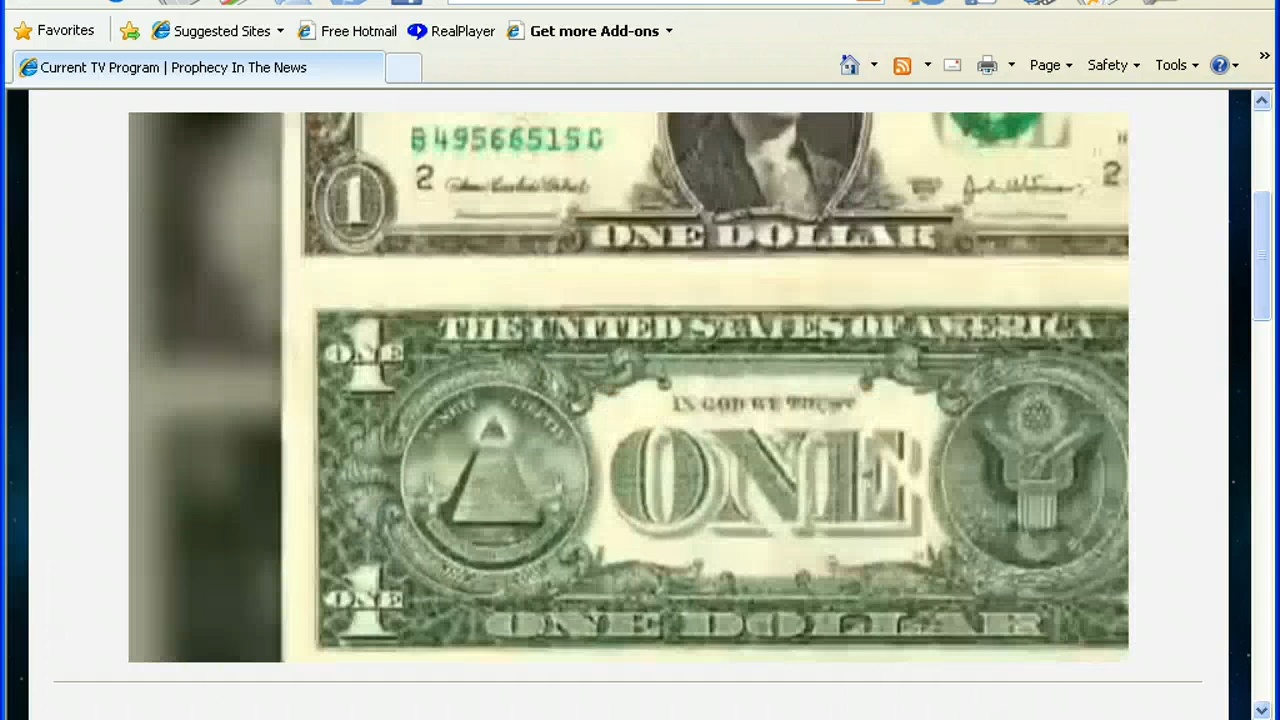 Favorites
Suggested Sites
Free Hotmail
RealPlayer
Get more Add-ons
Current TV Program | Prophecy In The News
Page
Safety
Tools
B 49566515 C
2
2
1
ONE DOLLAR
THE UNITED STATES OF AMERICA
1
ONE
IN GOD WE TRUST
ONE
1
ONE
ONE DOLLAR